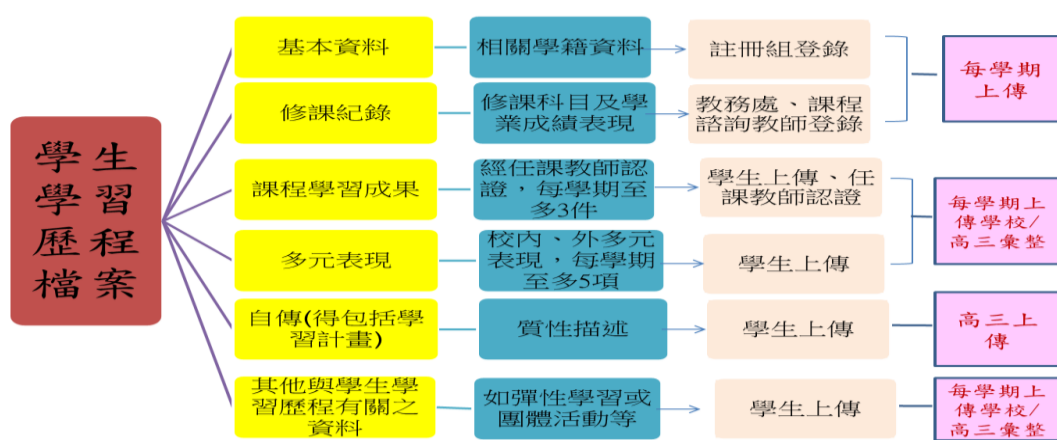 學生
學習
歷程
檔案
基本資料
相關學籍資料
註冊組登錄
每學期
上傳
修課紀錄
修課科目及學
業成績表現
教務處、課程
諮詢教師登錄
課程學習成果
經任課教師認
證，每學期至
多3件
學生上傳、任
課教師認證
每學期上
傳學校/
高三彙整
多元表現
校內、外多元
表現，每學期
至多5項
學生上傳
自傳(得包括學
習計畫)
質性描述
學生上傳
高三上
傳
其他與學生學
習歷程有關之
資料
如彈性學習或
團體活動等
學生上傳
每學期上
傳學校/
高三彙整